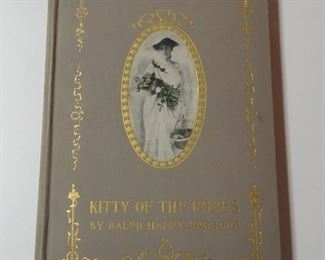 KITTY OF THE ROSES
BY RALPH HENRY BARBOUR